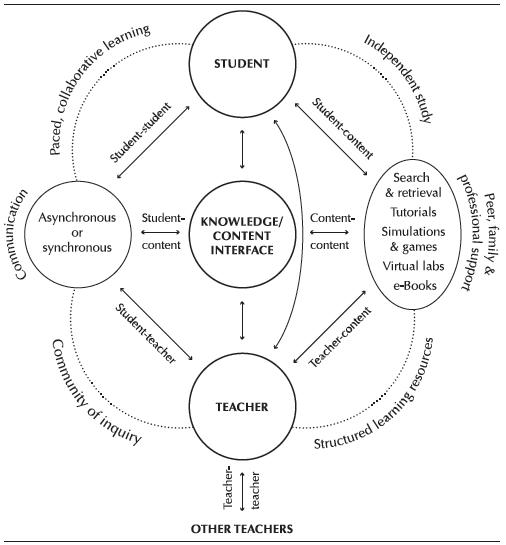 Paced, collaborative learning
STUDENT
Independent study
Student-student
Student-content
Communication
Asynchronous
or
synchronous
Student-
content
KNOWLEDGE/
CONTENT
INTERFACE
Content-
content
Search
& retrieval
Tutorials
Simulations
& games
Virtual labs
e-Books
Peer, family &
professional support
Student-teacher
Teacher-content
Community of inquiry
TEACHER
Structured learning resources
Teacher-
teacher
OTHER TEACHERS